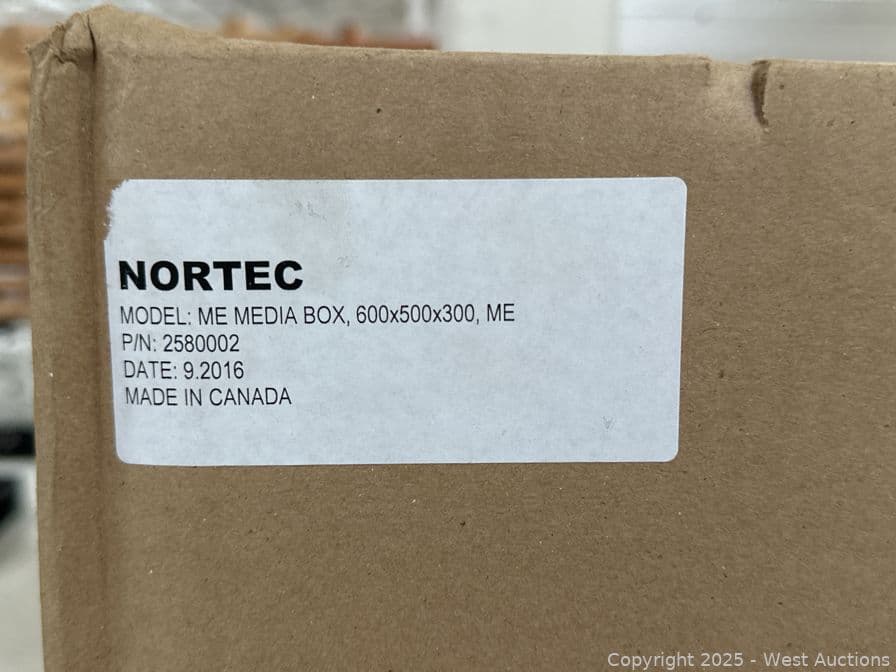 NORTEC
MODEL: ME MEDIA BOX, 600x500x300, ME
P/N: 2580002
DATE: 9.2016
MADE IN CANADA
Copyright 2025 - West Auctions